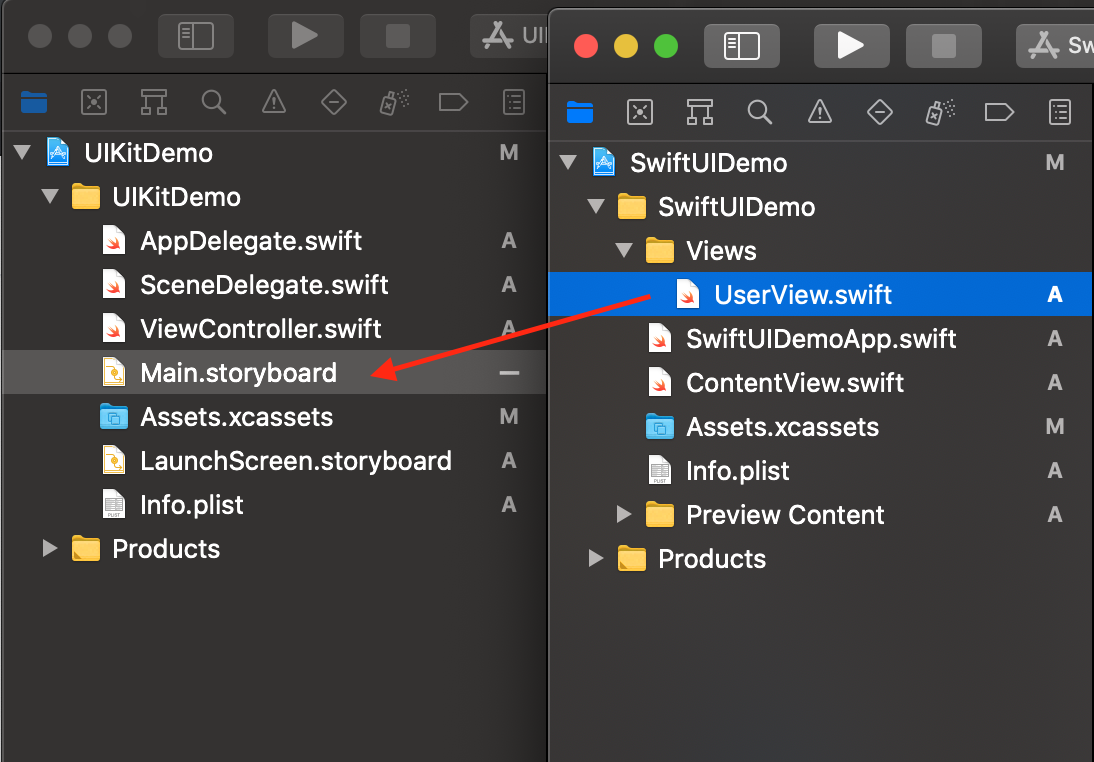 UI
UIKitDemo M
UIKitDemo
AppDelegate.swift A
SceneDelegate.swift A
ViewController.swift A
Main.storyboard —
Assets.xcassets M
LaunchScreen.storyboard A
Info.plist A
Products
Sw
SwiftUIDemo M
SwiftUIDemo
Views
UserView.swift A
SwiftUIDemoApp.swift A
ContentView.swift A
Assets.xcassets M
Info.plist A
Preview Content A
Products